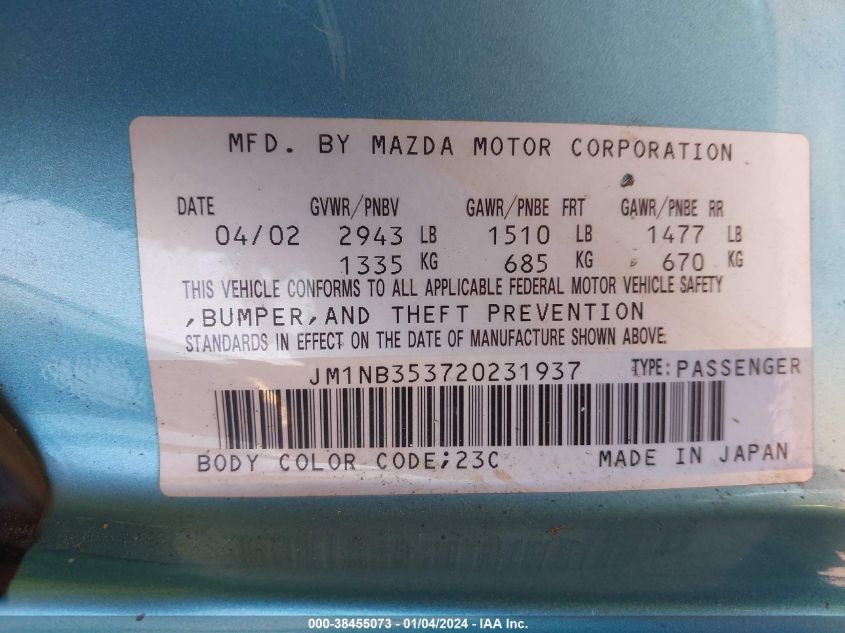 MFD. BY MAZDA MOTOR CORPORATION
DATE GVWR/PNBV GAWR/PNBE FRT GAWR/PNBE RR
04/02 2943 LB 1510 LB 1477 LB
1335 KG 685 KG 670 KG
THIS VEHICLE CONFORMS TO ALL APPLICABLE FEDERAL MOTOR VEHICLE SAFETY
,BUMPER,AND THEFT PREVENTION
STANDARDS IN EFFECT ON THE DATE OF MANUFACTURE SHOWN ABOVE.
JM1NB353720231937 TYPE:PASSENGER
BODY COLOR CODE;23C MADE IN JAPAN
000-38455073 - 01/04/2024 - IAA Inc.